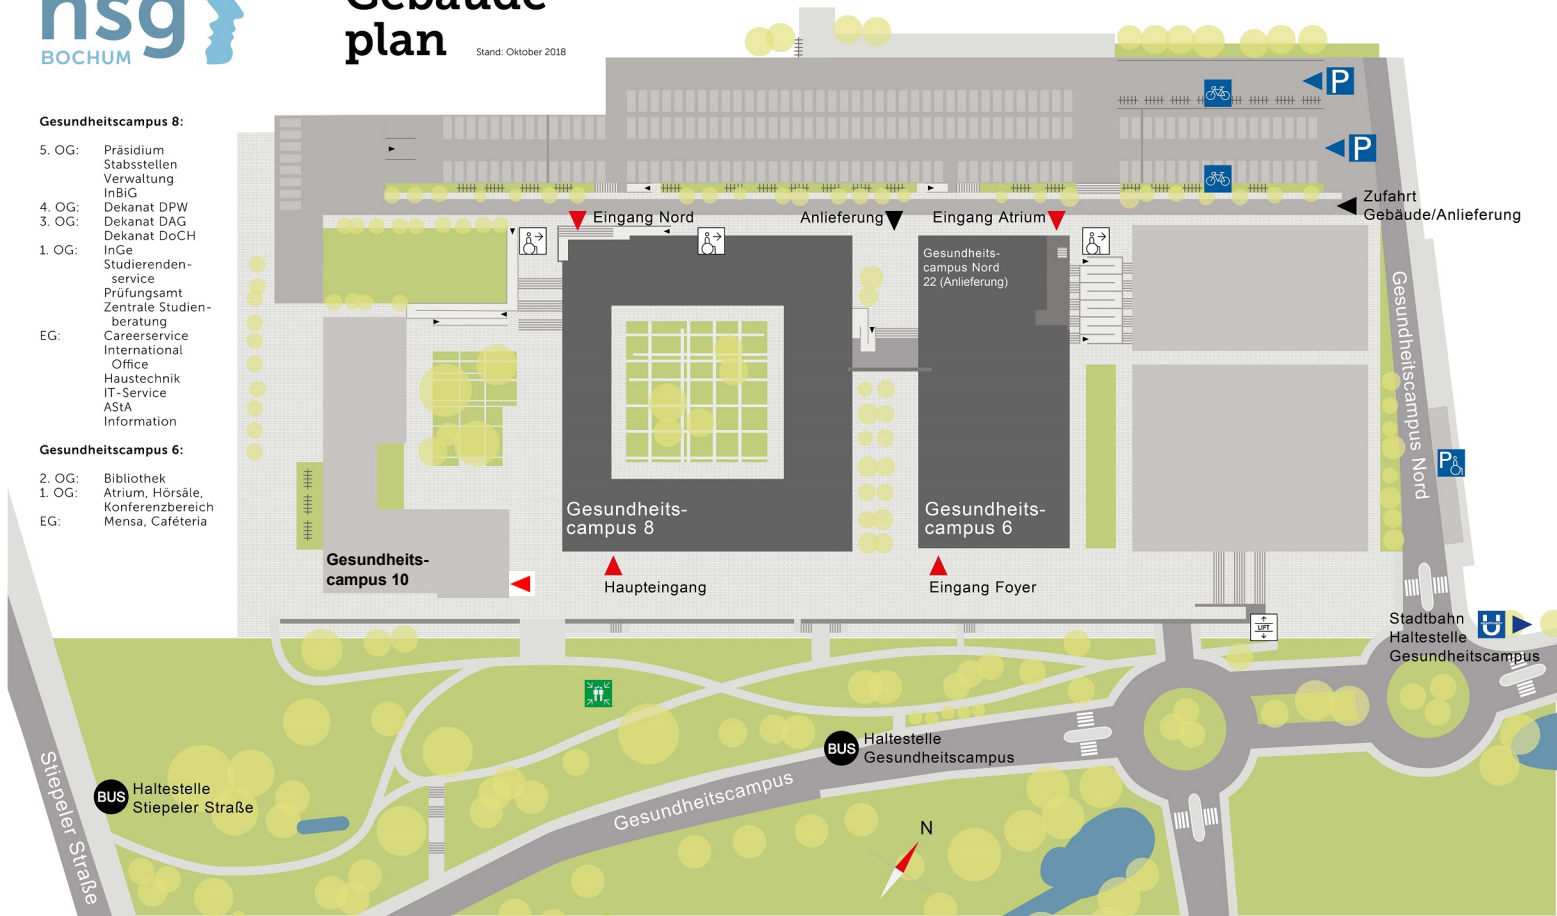 hsg
BOCHUM
Gebäude
plan
Stand: Oktober 2018
Gesundheitscampus 8:
5. OG: Präsidium
Stabsstellen
Verwaltung
InBiG
4. OG: Dekanat DPW
3. OG: Dekanat DAG
Dekanat DoCH
1. OG: InGe
Studierenden-
service
Prüfungsamt
Zentrale Studien-
beratung
EG: Careerservice
International
Office
Haustechnik
IT-Service
AStA
Information
Gesundheitscampus 6:
2. OG: Bibliothek
1. OG: Atrium, Hörsäle,
Konferenzbereich
EG: Mensa, Caféteria
P
P
Zufahrt
Gebäude/Anlieferung
Eingang Nord
Anlieferung
Eingang Atrium
Gesundheits-
campus Nord
22 (Anlieferung)
Gesundheitscampus Nord
P
Gesundheits-
campus 8
Gesundheits-
campus 6
Gesundheits-
campus 10
Haupteingang
Eingang Foyer
LIFT
Stadtbahn
Haltestelle
Gesundheitscampus
U
BUS
Haltestelle
Gesundheitscampus
BUS
Haltestelle
Stiepeler Straße
Stiepeler Straße
Gesundheitscampus
N